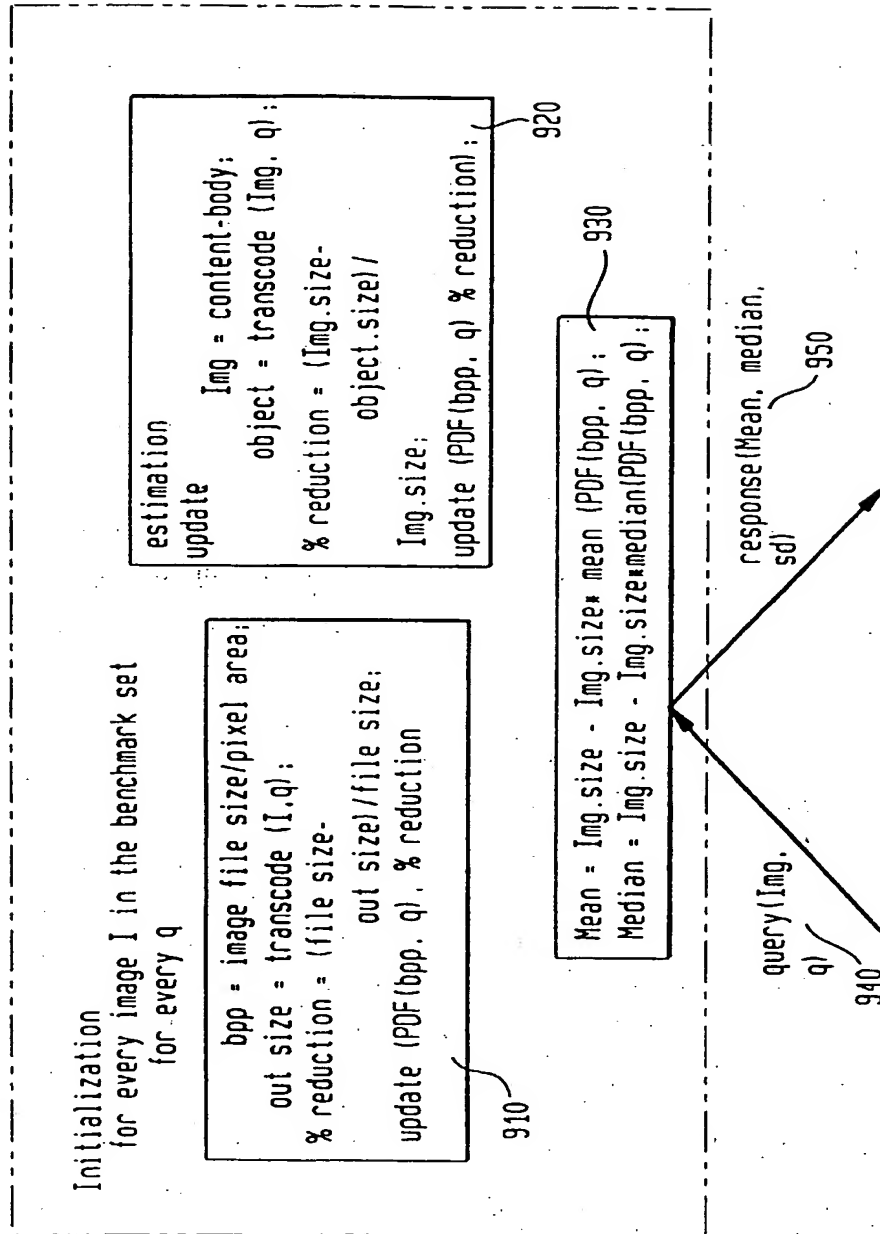 Initialization
for every image I in the benchmark set
for every q
bpp = image file size/pixel area;
out size = transcode (I,q);
% reduction = (file size-
out size)/file size;
update (PDF(bpp, q), % reduction
910
estimation
update
Img = content-body;
object = transcode (Img, q);
% reduction = (Img.size-
object.size)/
Img.size;
update (PDF(bpp, q) % reduction);
920
Mean = Img.size - Img.size* mean (PDF(bpp, q);
Median = Img.size - Img.size*median(PDF(bpp, q);
930
query(Img,
q)
940
response(Mean, median,
sd)
950